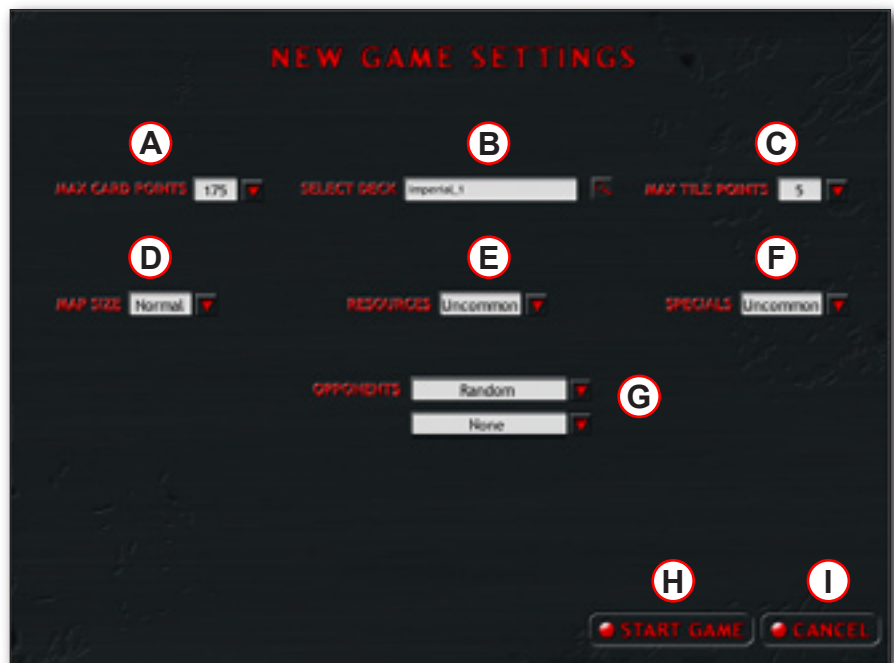 NEW GAME SETTINGS
A B C
MAX CARD POINTS 175 SELECT DECK Imperial_1 MAX TILE POINTS 5
D E F
MAP SIZE Normal RESOURCES Uncommon SPECIALS Uncommon
OPPONENTS Random G
None
H I
START GAME CANCEL